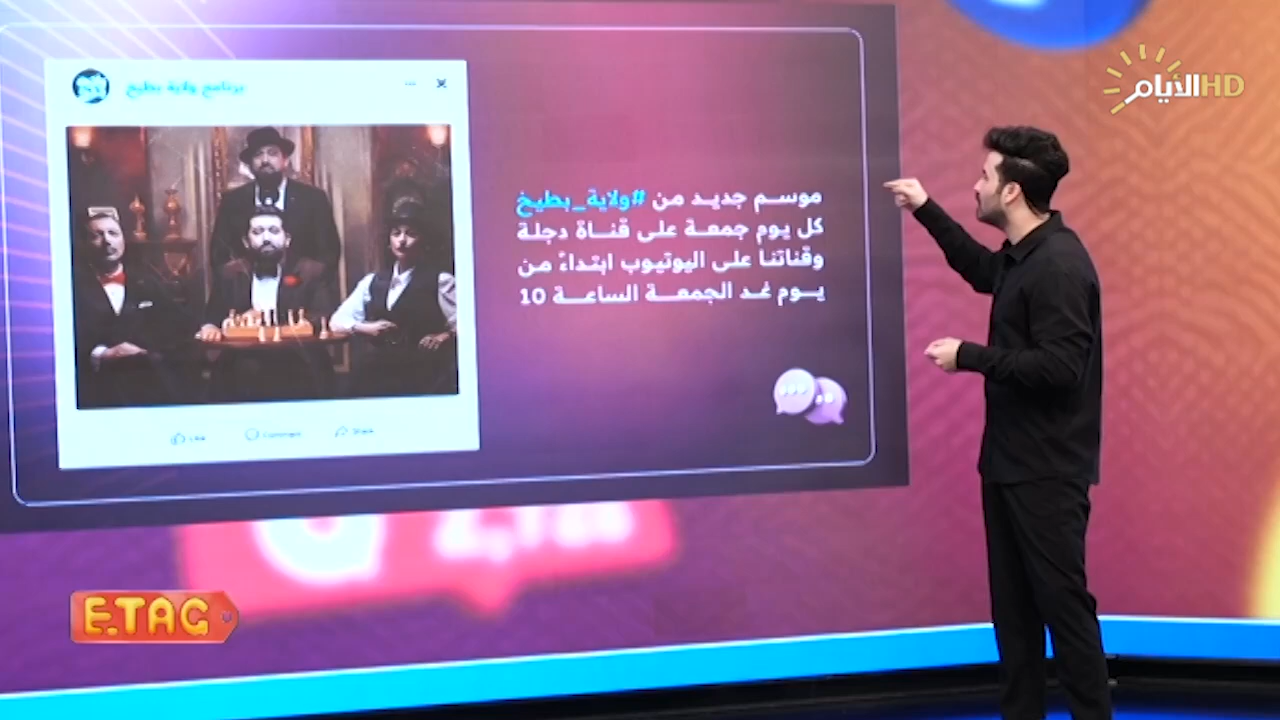 الأيام HD
برنامج ولاية بطيخ
موسم جديد من #ولاية_بطيخ
كل يوم جمعة على قناة دجلة
وقناتنا على اليوتيوب ابتداءً من
يوم غد الجمعة الساعة 10
Like Comment Share
E.TAG